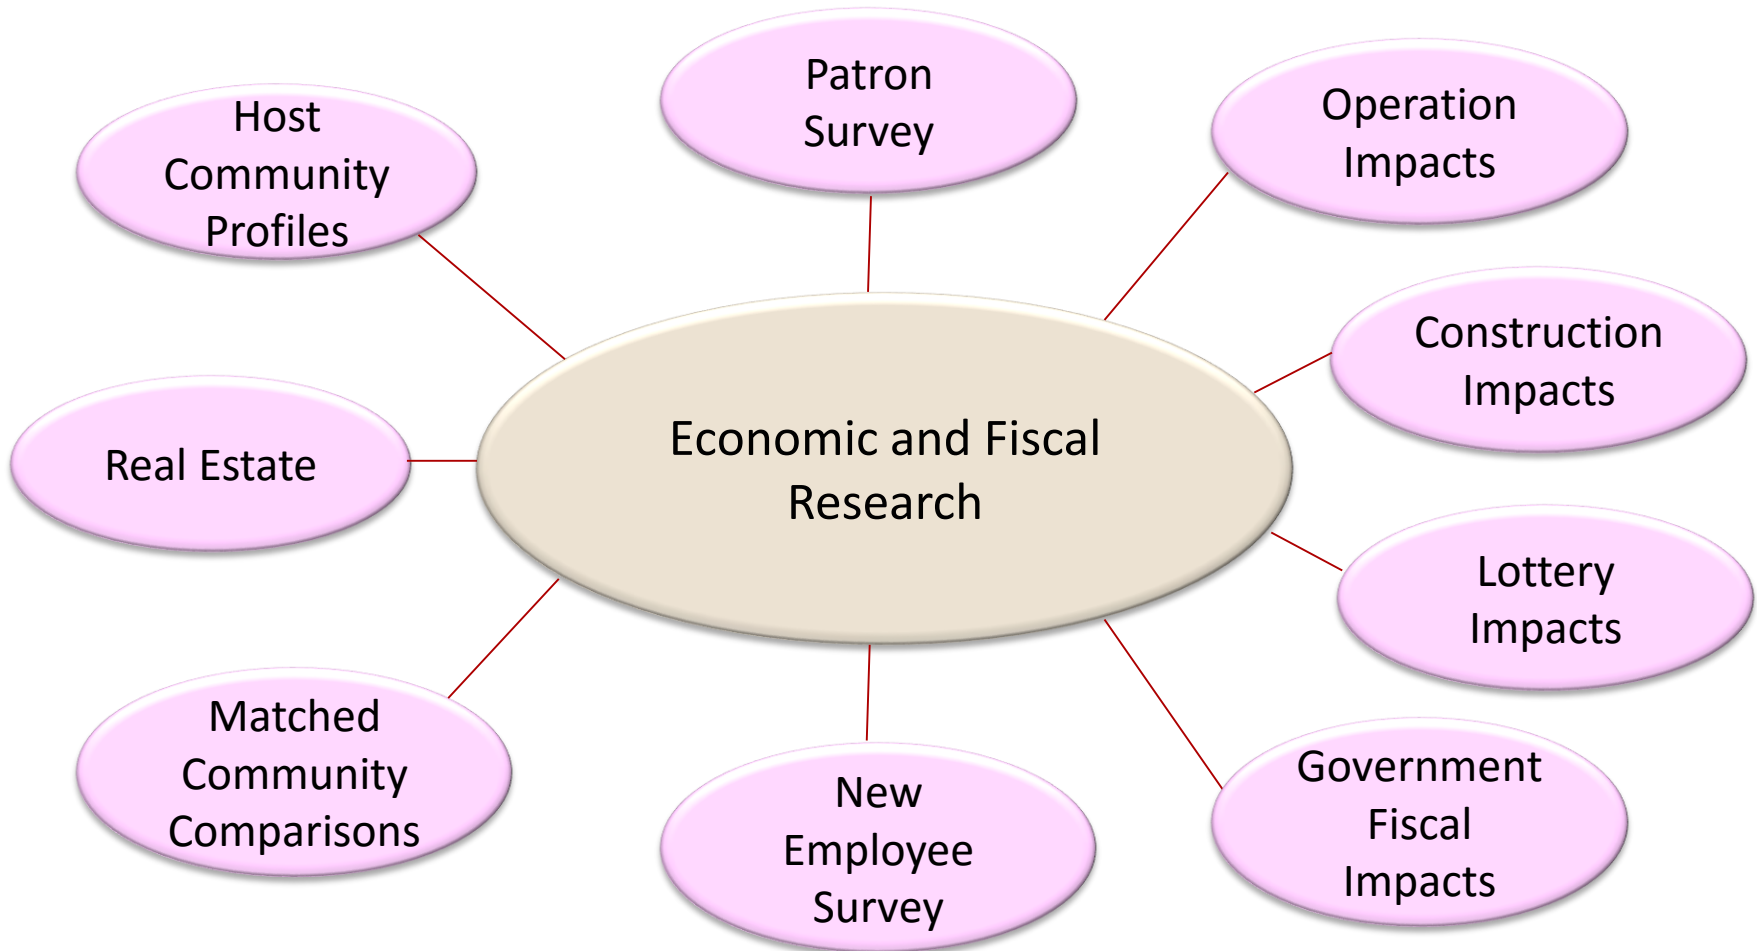 Patron
Survey
Operation
Impacts
Host
Community
Profiles
Construction
Impacts
Economic and Fiscal
Research
Real Estate
Lottery
Impacts
Matched
Community
Comparisons
New
Employee
Survey
Government
Fiscal
Impacts